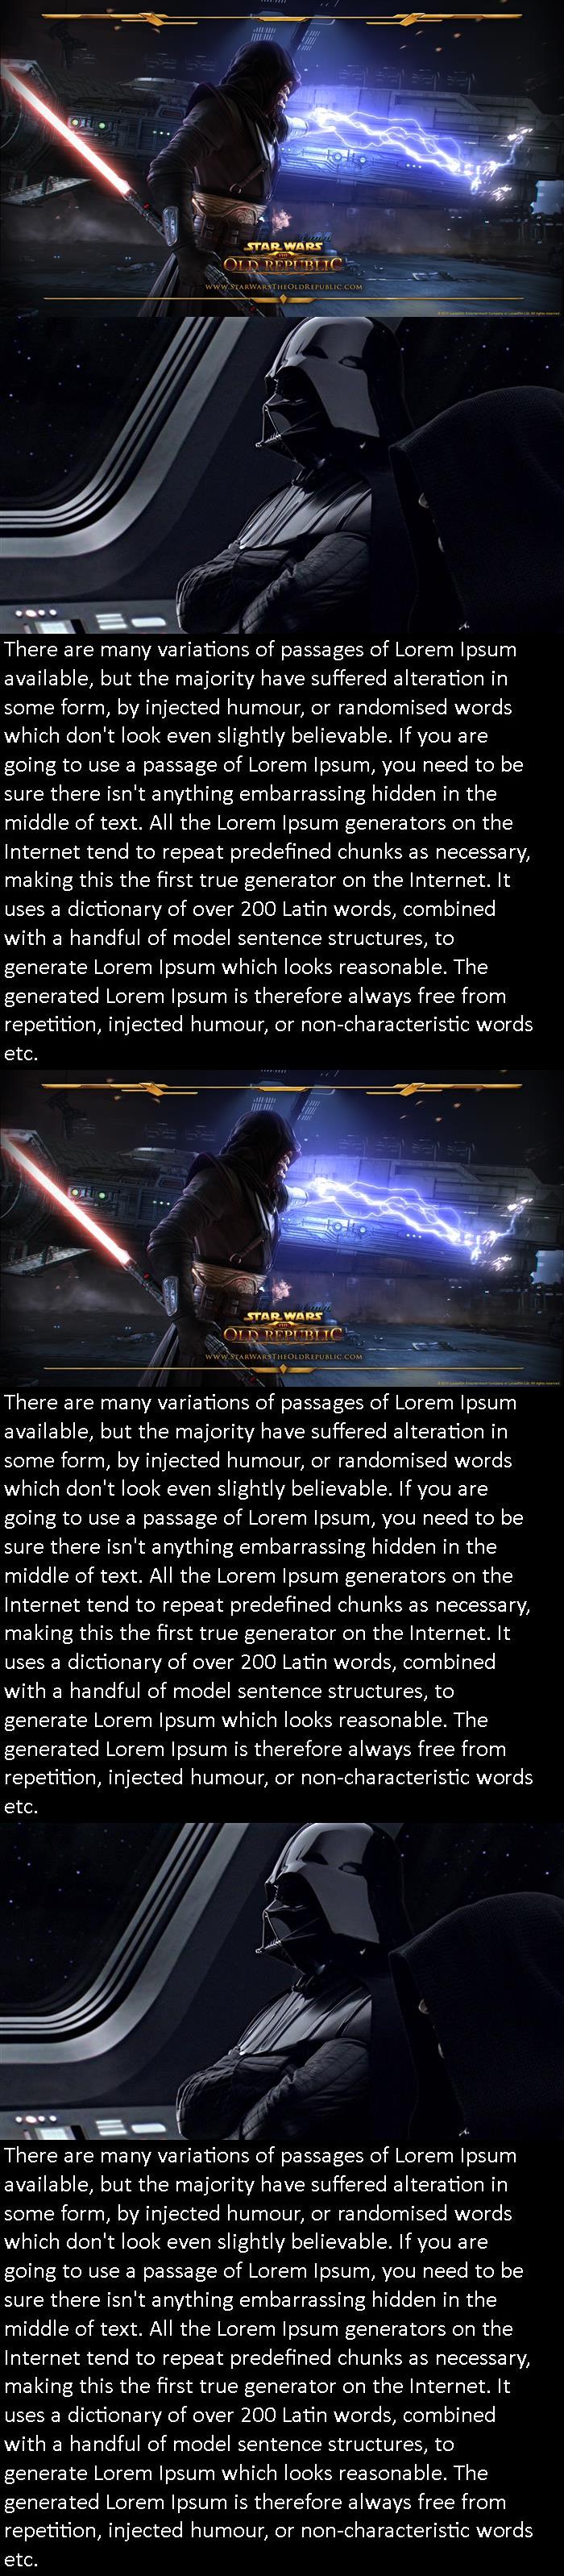 STAR WARS
THE
OLD REPUBLIC
WWW.STARWARSTHEOLDREPUBLIC.COM
There are many variations of passages of Lorem Ipsum
available, but the majority have suffered alteration in
some form, by injected humour, or randomised words
which don't look even slightly believable. If you are
going to use a passage of Lorem Ipsum, you need to be
sure there isn't anything embarrassing hidden in the
middle of text. All the Lorem Ipsum generators on the
Internet tend to repeat predefined chunks as necessary,
making this the first true generator on the Internet. It
uses a dictionary of over 200 Latin words, combined
with a handful of model sentence structures, to
generate Lorem Ipsum which looks reasonable. The
generated Lorem Ipsum is therefore always free from
repetition, injected humour, or non-characteristic words
etc.
STAR WARS
THE
OLD REPUBLIC
WWW.STARWARSTHEOLDREPUBLIC.COM
There are many variations of passages of Lorem Ipsum
available, but the majority have suffered alteration in
some form, by injected humour, or randomised words
which don't look even slightly believable. If you are
going to use a passage of Lorem Ipsum, you need to be
sure there isn't anything embarrassing hidden in the
middle of text. All the Lorem Ipsum generators on the
Internet tend to repeat predefined chunks as necessary,
making this the first true generator on the Internet. It
uses a dictionary of over 200 Latin words, combined
with a handful of model sentence structures, to
generate Lorem Ipsum which looks reasonable. The
generated Lorem Ipsum is therefore always free from
repetition, injected humour, or non-characteristic words
etc.
There are many variations of passages of Lorem Ipsum
available, but the majority have suffered alteration in
some form, by injected humour, or randomised words
which don't look even slightly believable. If you are
going to use a passage of Lorem Ipsum, you need to be
sure there isn't anything embarrassing hidden in the
middle of text. All the Lorem Ipsum generators on the
Internet tend to repeat predefined chunks as necessary,
making this the first true generator on the Internet. It
uses a dictionary of over 200 Latin words, combined
with a handful of model sentence structures, to
generate Lorem Ipsum which looks reasonable. The
generated Lorem Ipsum is therefore always free from
repetition, injected humour, or non-characteristic words
etc.